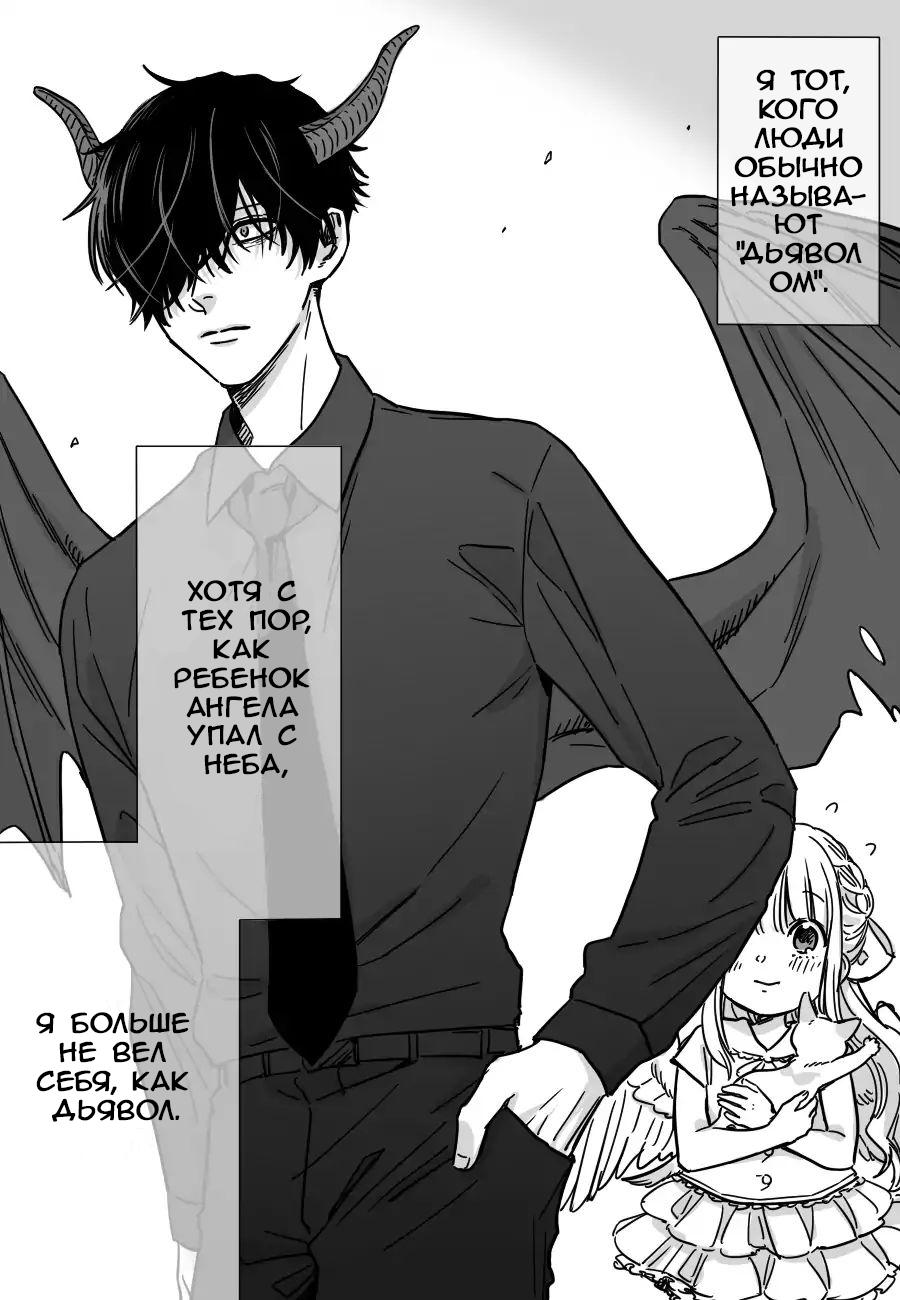 Я ТОТ,
КОГО
ЛЮДИ
ОБЫЧНО
НАЗЫВА-
ЮТ
"ДЬЯВОЛ
ОМ".
ХОТЯ С
ТЕХ ПОР,
КАК
РЕБЕНОК
АНГЕЛА
УПАЛ С
НЕБА,
Я БОЛЬШЕ
НЕ ВЕЛ
СЕБЯ, КАК
ДЬЯВОЛ.